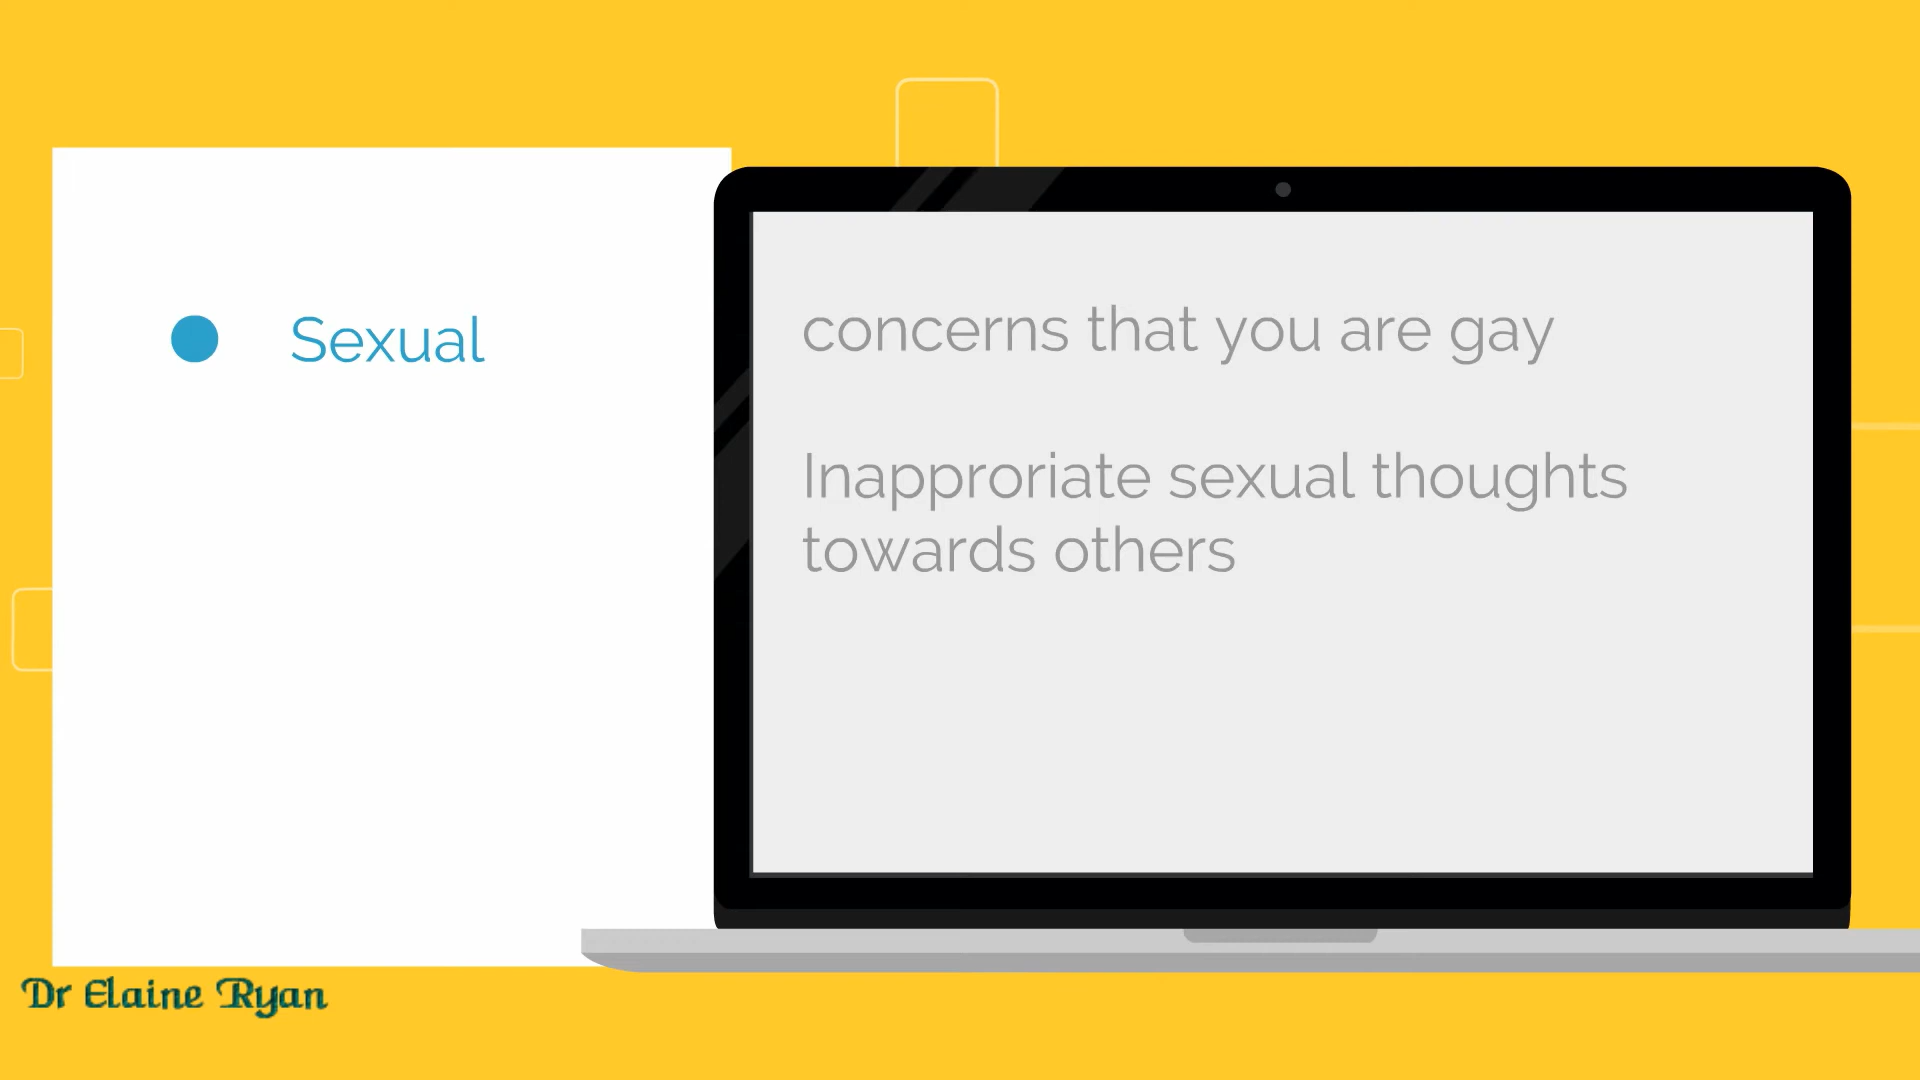 Sexual
concerns that you are gay
Inapproriate sexual thoughts
towards others
Dr Elaine Ryan